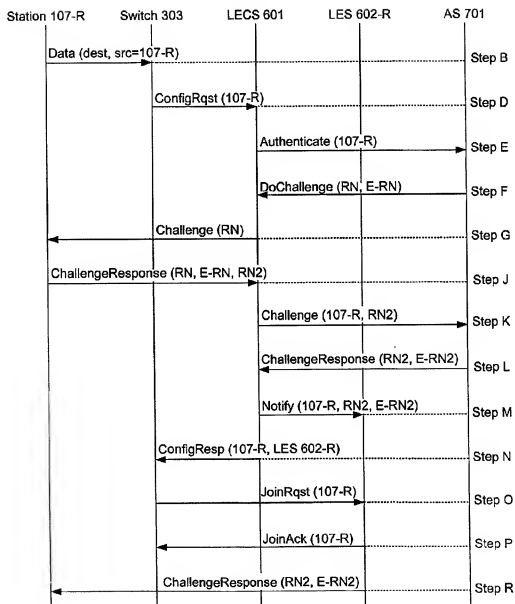 Station 107-R Switch 303 LECS 601 LES 602-R AS 701
Data (dest, src=107-R) Step B
ConfigRqst (107-R) Step D
Authenticate (107-R) Step E
DoChallenge (RN, E-RN) Step F
Challenge (RN) Step G
ChallengeResponse (RN, E-RN, RN2) Step J
Challenge (107-R, RN2) Step K
ChallengeResponse (RN2, E-RN2) Step L
Notify (107-R, RN2, E-RN2) Step M
ConfigResp (107-R, LES 602-R) Step N
JoinRqst (107-R) Step O
JoinAck (107-R) Step P
ChallengeResponse (RN2, E-RN2) Step R